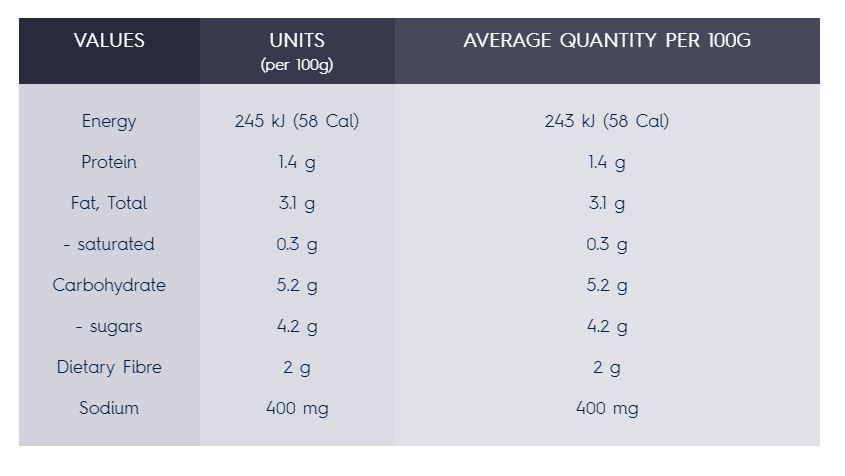 VALUES UNITS AVERAGE QUANTITY PER 100G
(per 100g)
Energy 245 kJ (58 Cal) 243 kJ (58 Cal)
Protein 1.4 g 1.4 g
Fat, Total 3.1 g 3.1 g
- saturated 0.3 g 0.3 g
Carbohydrate 5.2 g 5.2 g
- sugars 4.2 g 4.2 g
Dietary Fibre 2 g 2 g
Sodium 400 mg 400 mg